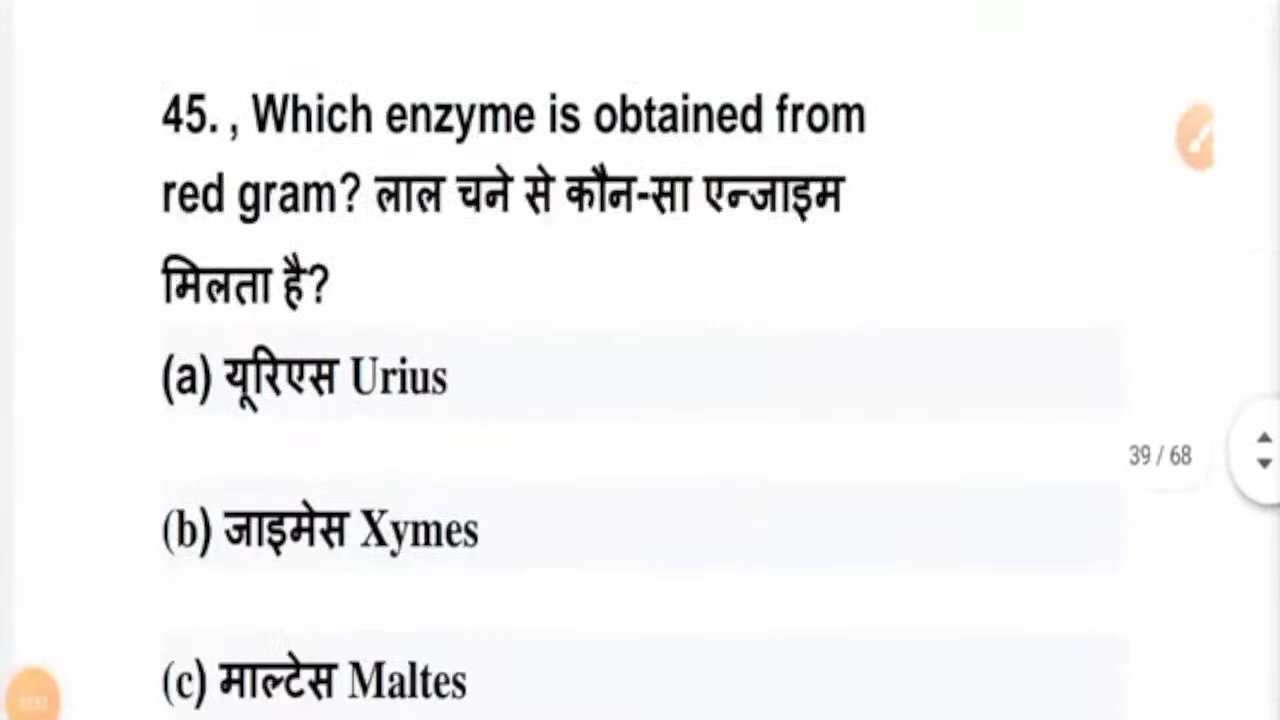 45. , Which enzyme is obtained from
red gram? लाल चने से कौन-सा एन्जाइम
मिलता है?
(a) यूरिएस Urius
39 / 68
(b) जाइमेस Xymes
(c) माल्टेस Maltes